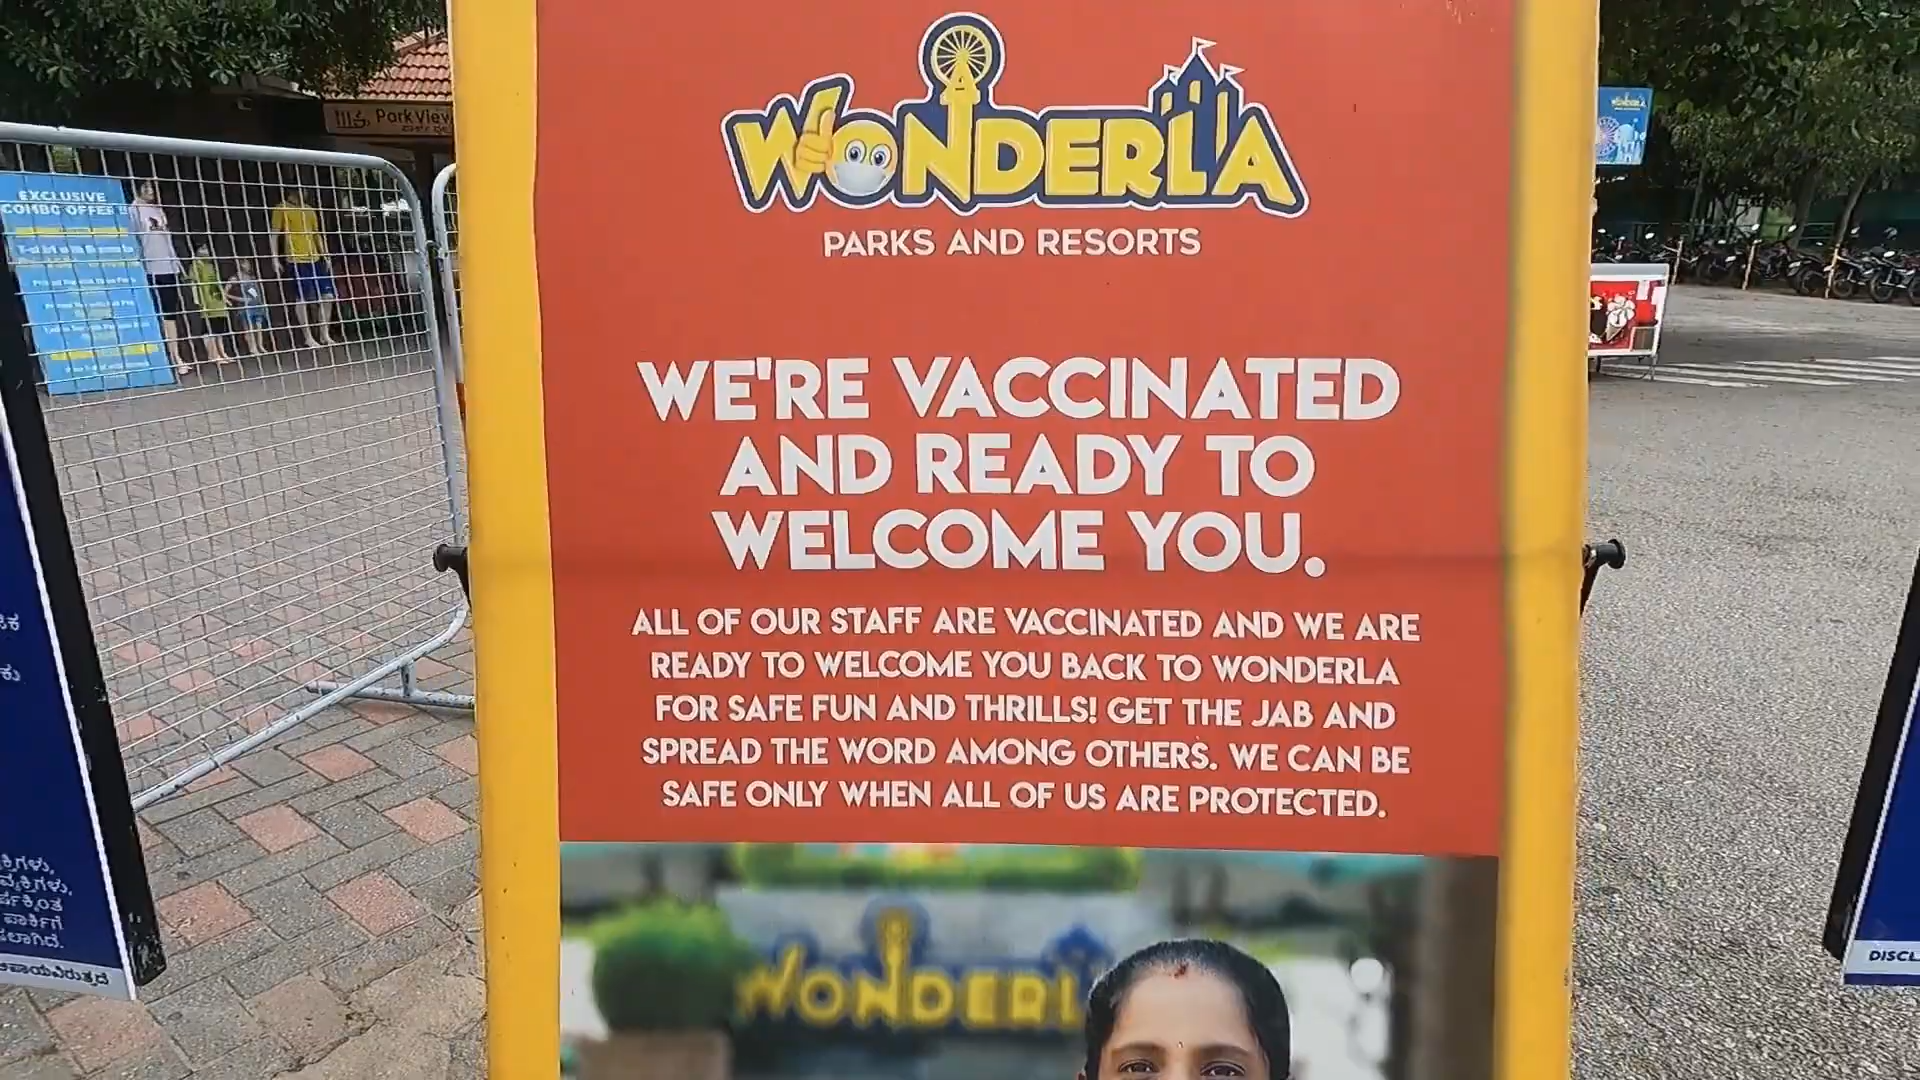 WONDERLA
PARKS AND RESORTS
WE'RE VACCINATED
AND READY TO
WELCOME YOU.
ALL OF OUR STAFF ARE VACCINATED AND WE ARE
READY TO WELCOME YOU BACK TO WONDERLA
FOR SAFE FUN AND THRILLS! GET THE JAB AND
SPREAD THE WORD AMONG OTHERS. WE CAN BE
SAFE ONLY WHEN ALL OF US ARE PROTECTED.
WONDERL
Park View
EXCLUSIVE
COMBO OFFER !!
ಪಾರ್ಕಿಗೆ